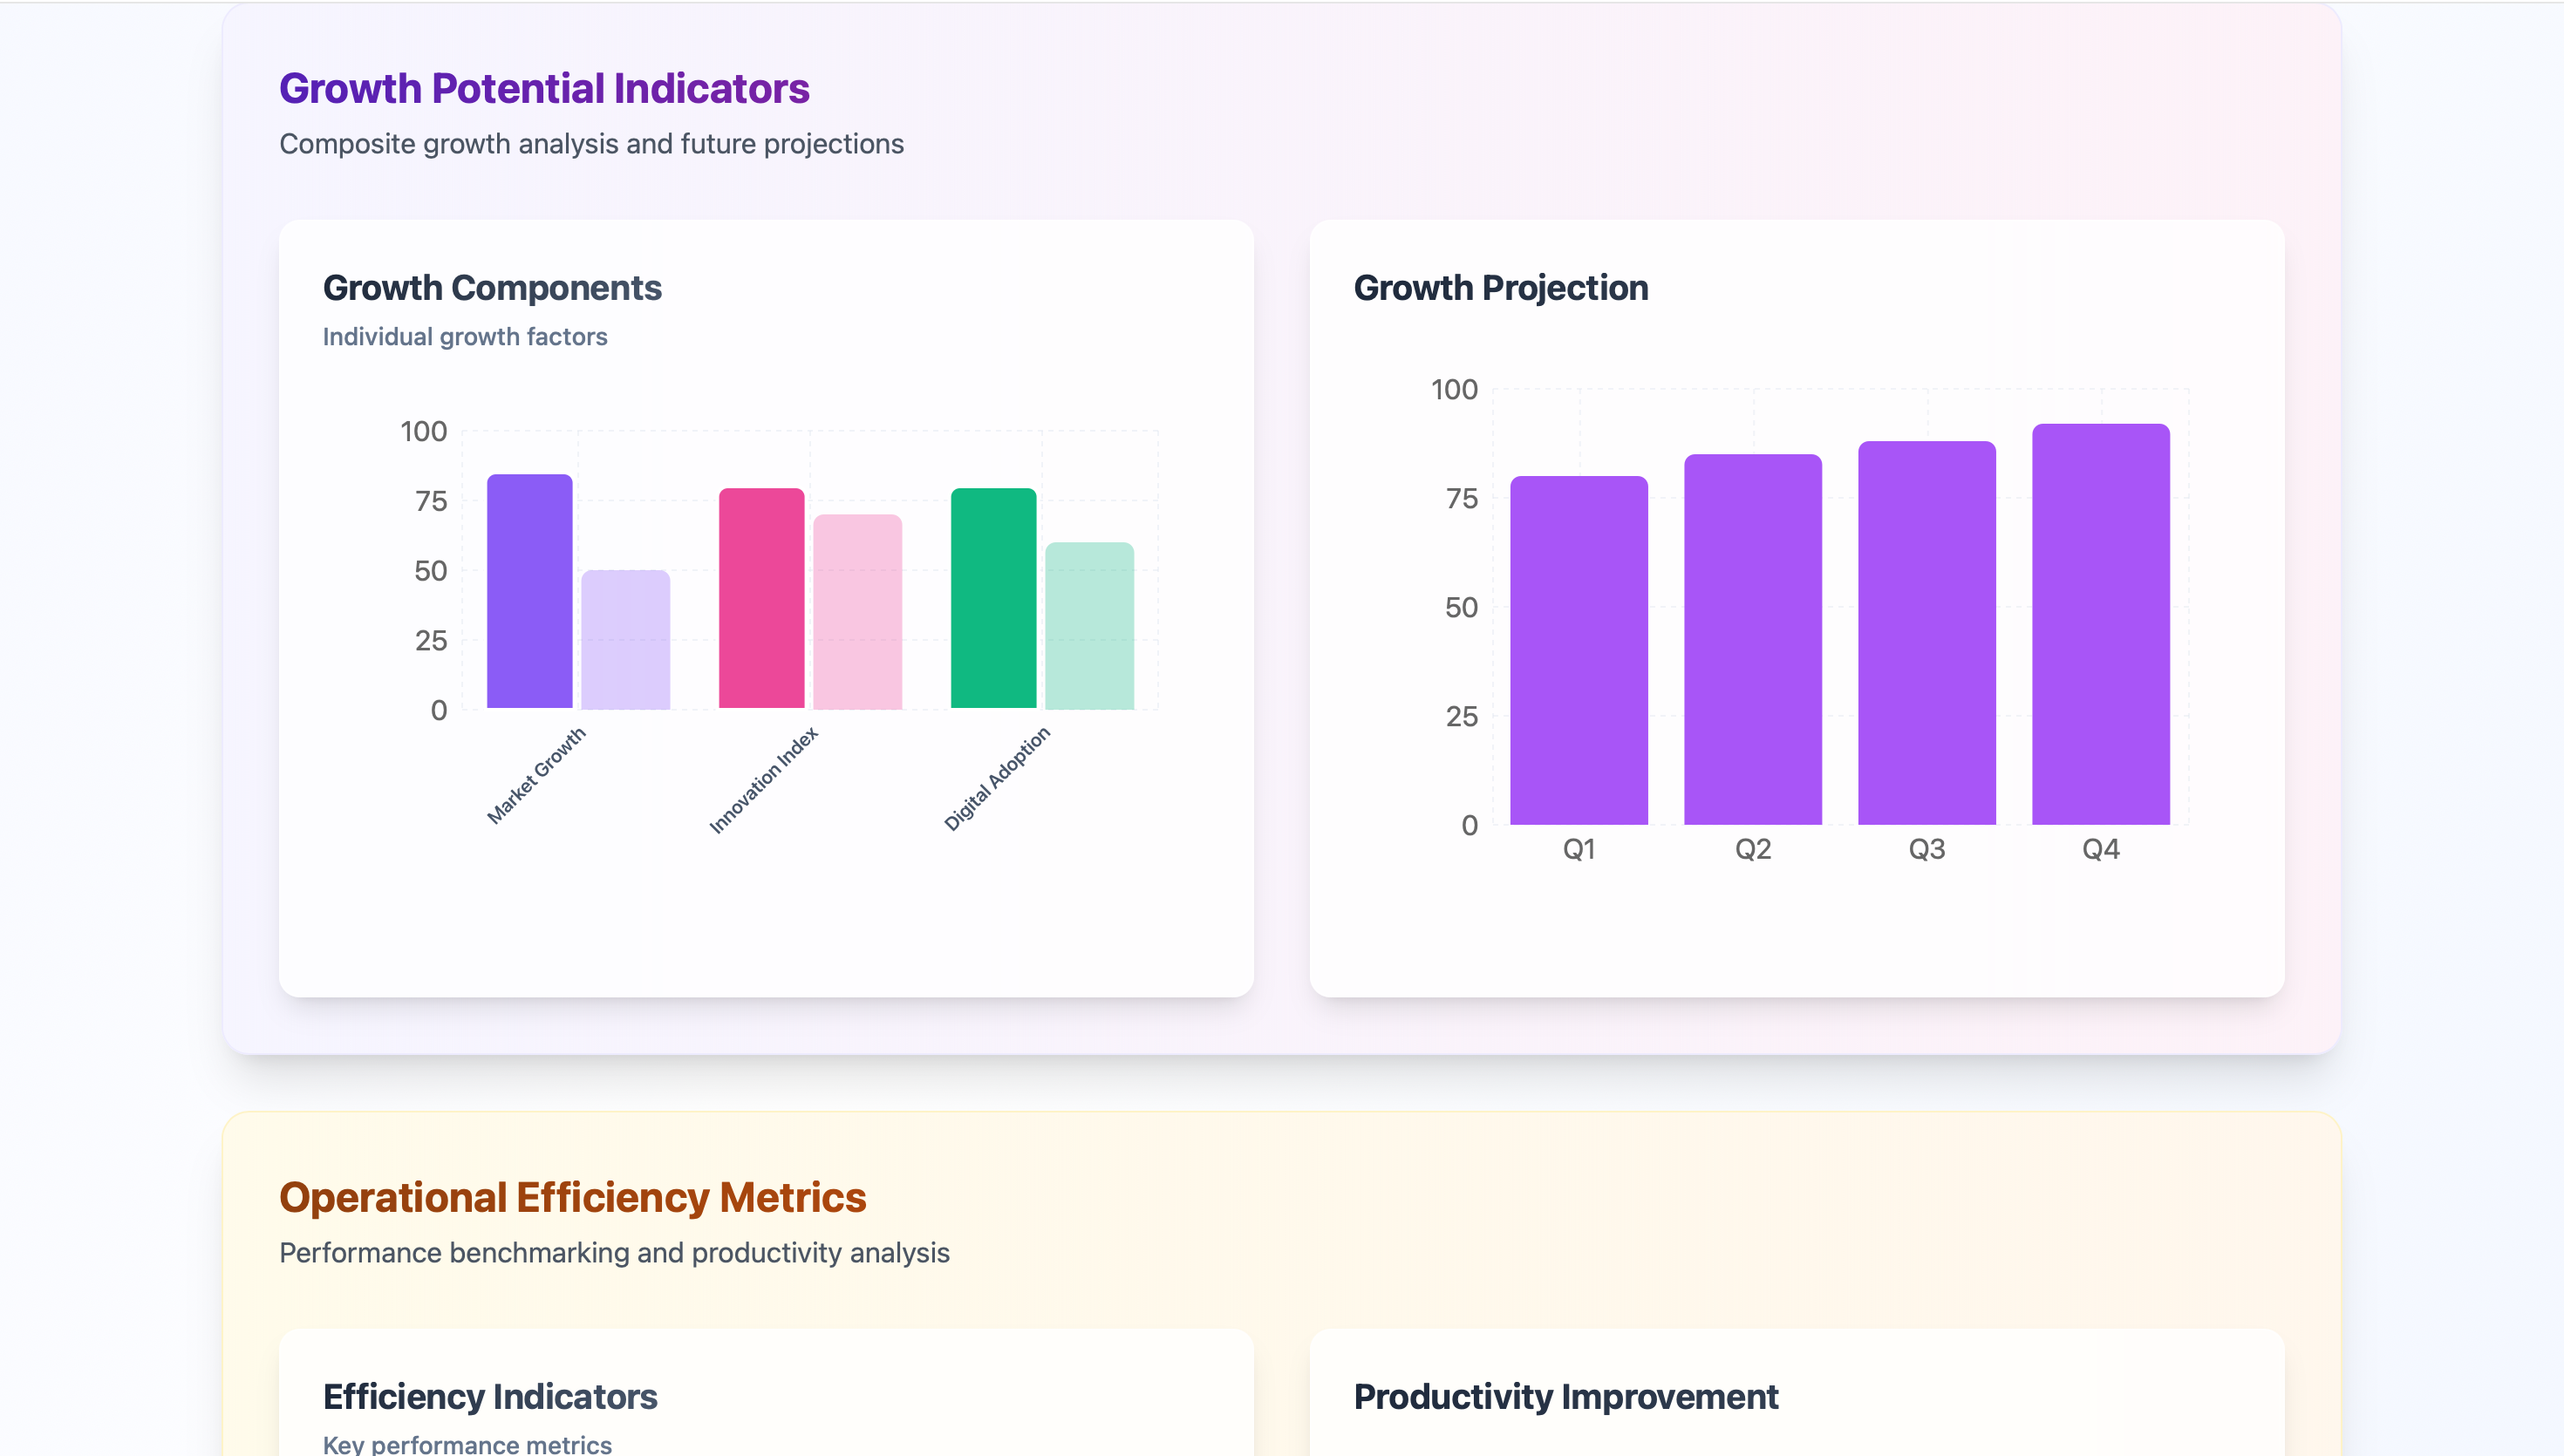 Growth Potential Indicators
Composite growth analysis and future projections
Growth Components
Individual growth factors
100
75
50
25
0
Market Growth
Innovation Index
Digital Adoption
Growth Projection
100
75
50
25
0
Q1
Q2
Q3
Q4
Operational Efficiency Metrics
Performance benchmarking and productivity analysis
Efficiency Indicators
Key performance metrics
Productivity Improvement